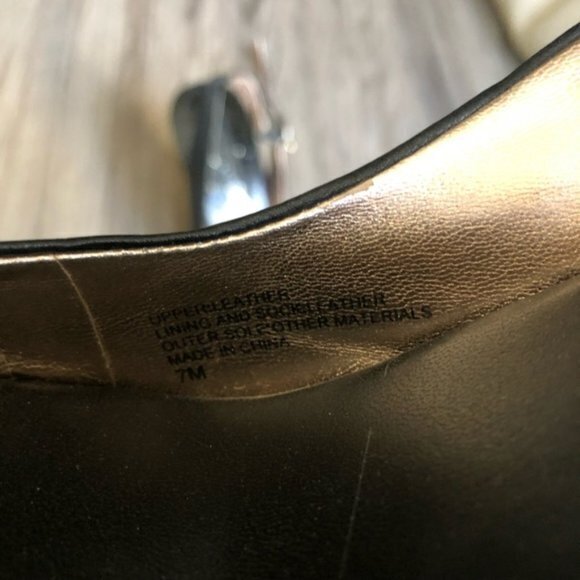 UPPER:LEATHER
LINING AND SOCK:LEATHER
OUTER SOLE:OTHER MATERIALS
MADE IN CHINA
7M